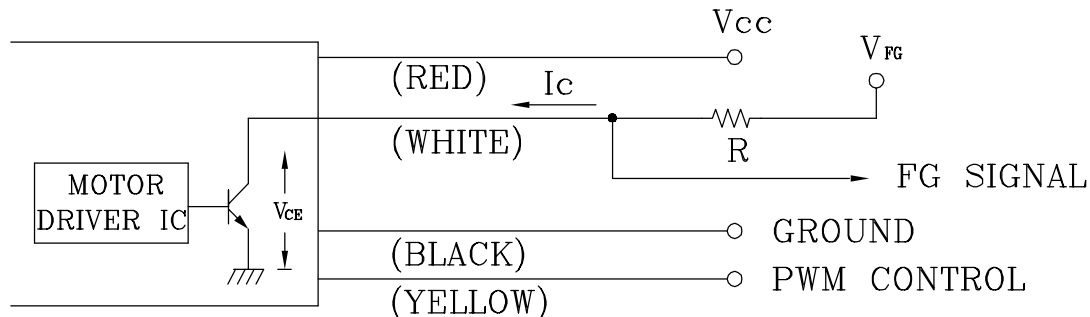 Vcc
VFG
(RED)
Ic
(WHITE)
R
MOTOR
DRIVER IC
VCE
FG SIGNAL
GROUND
(BLACK)
PWM CONTROL
(YELLOW)